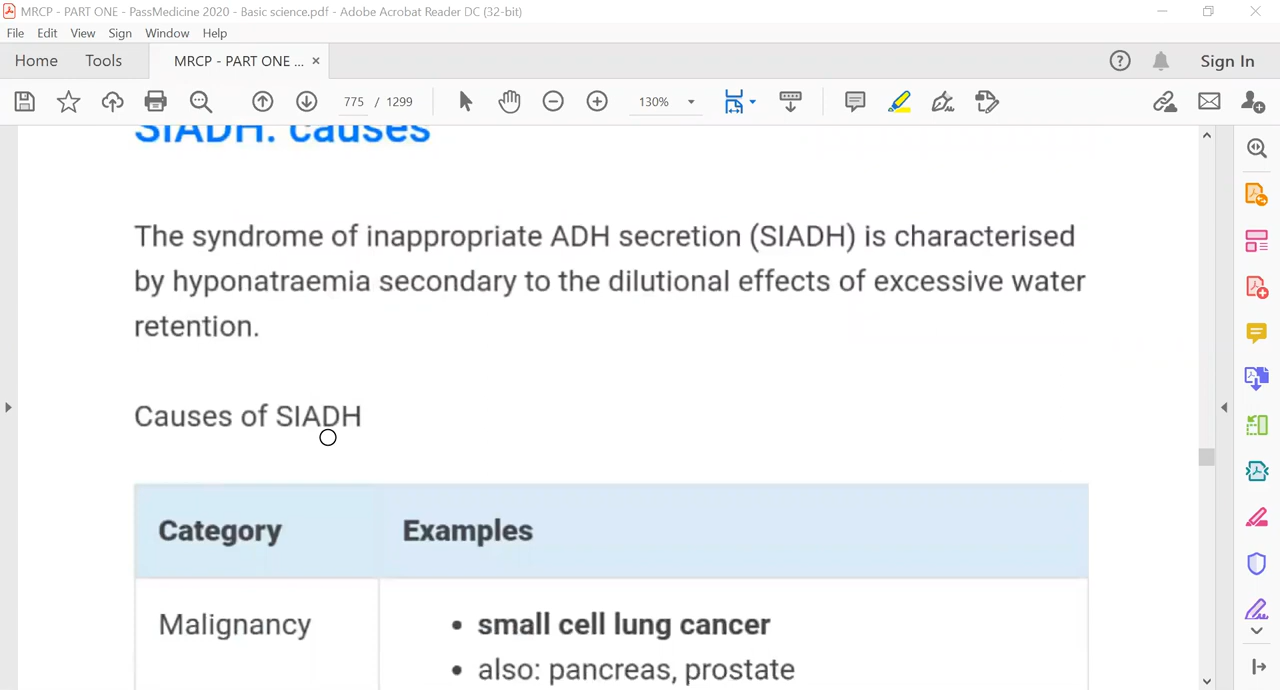 MRCP - PART ONE - PassMedicine 2020 - Basic science.pdf - Adobe Acrobat Reader DC (32-bit)
File Edit View Sign Window Help
Home Tools MRCP - PART ONE ... × Sign In
775 / 1299 130%
SIADH: causes
The syndrome of inappropriate ADH secretion (SIADH) is characterised
by hyponatraemia secondary to the dilutional effects of excessive water
retention.
Causes of SIADH
Category Examples
Malignancy • small cell lung cancer
• also: pancreas, prostate